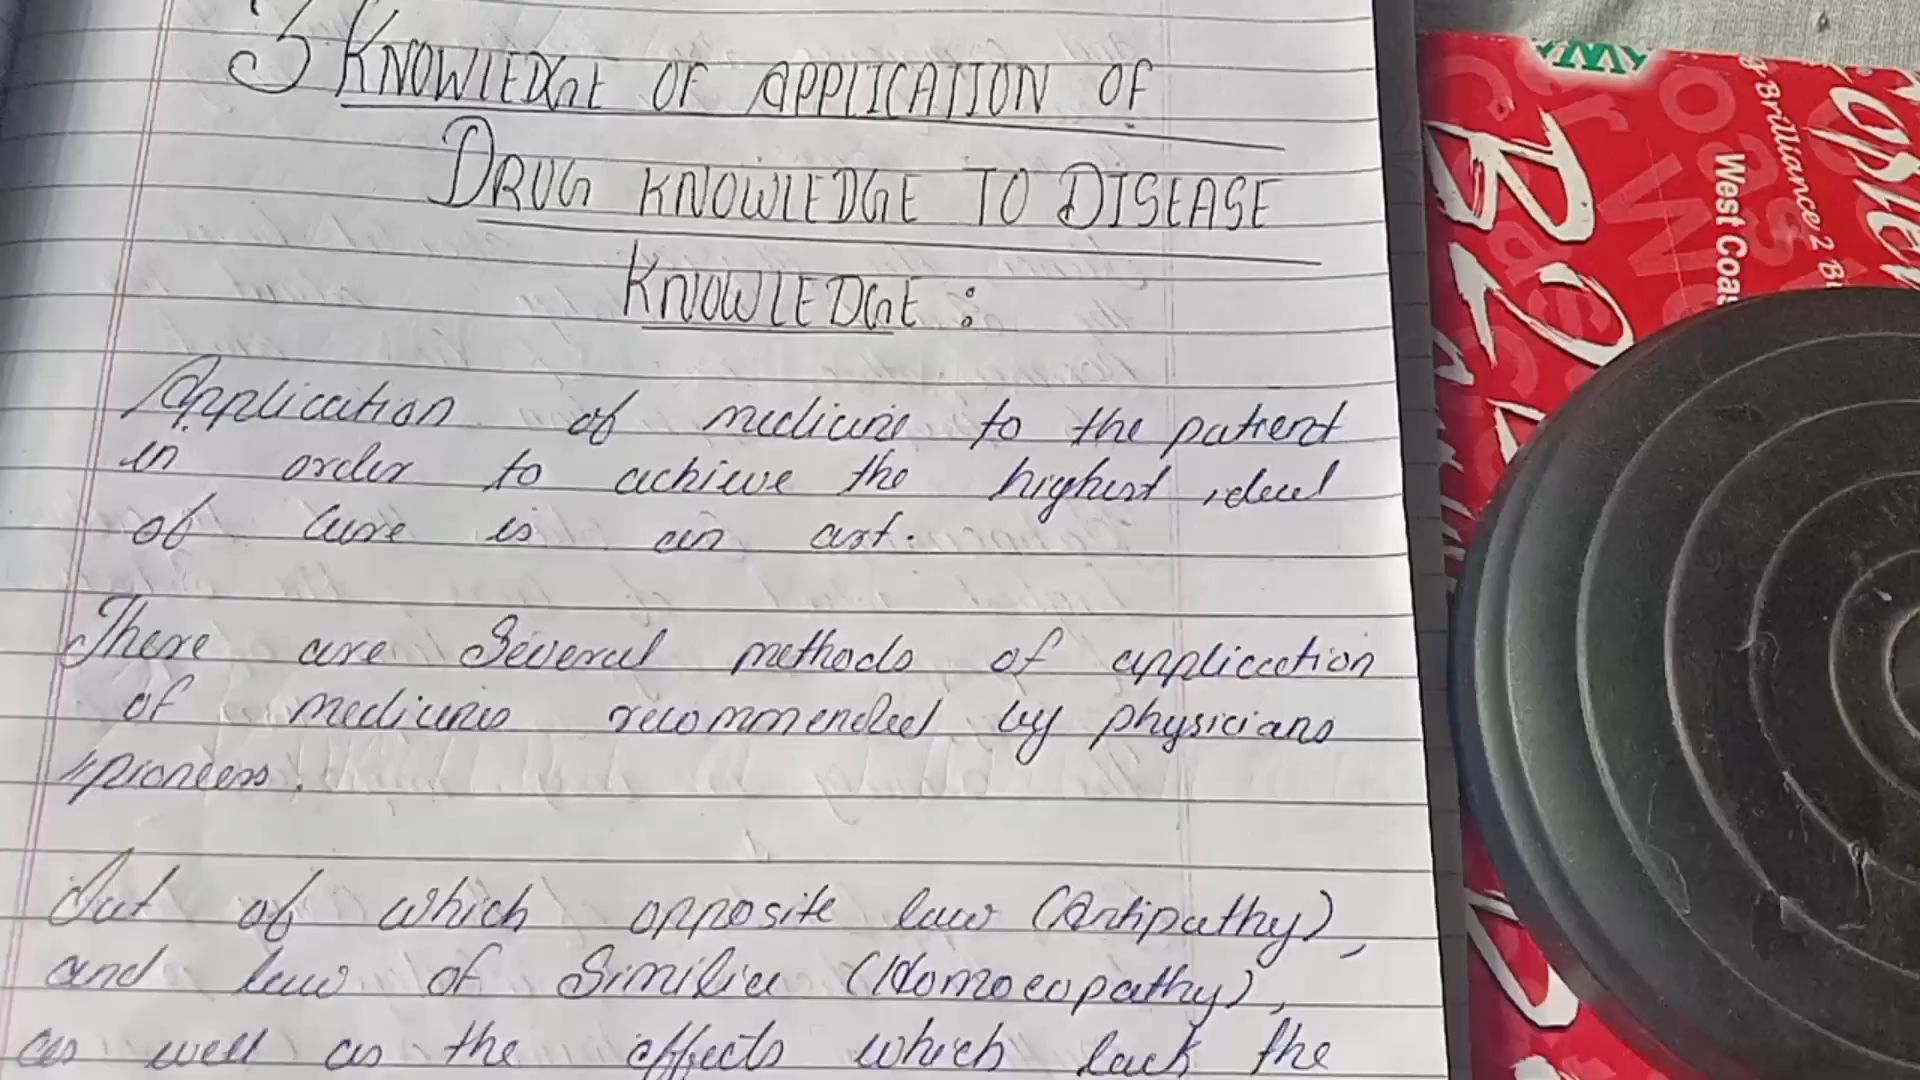 3 KNOWLEDGE OF APPLICATION OF
DRUG KNOWLEDGE TO DISEASE
KNOWLEDGE :
Application of medicine to the patient
in order to achieve the highest ideal
of cure is an art.
There are Several methods of application
of medicines recommended by physicians
pioneers.
Out of which opposite law (Antipathy),
and law of Similia (Homoeopathy),
as well as the effects which lack the
Brilliance 2 B
West Coas